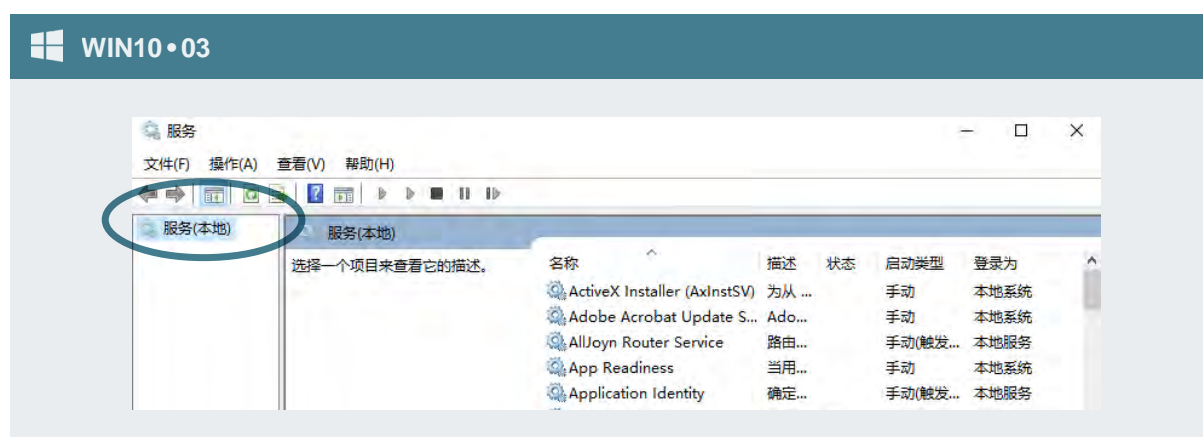 WIN10•03
服务
文件(F) 操作(A) 查看(V) 帮助(H)
服务(本地)
服务(本地)
选择一个项目来查看它的描述。
名称 描述 状态 启动类型 登录为
ActiveX Installer (AxInstSV) 为从 ... 手动 本地系统
Adobe Acrobat Update S... Ado... 手动 本地系统
AllJoyn Router Service 路由... 手动(触发... 本地服务
App Readiness 当用... 手动 本地系统
Application Identity 确定... 手动(触发... 本地服务